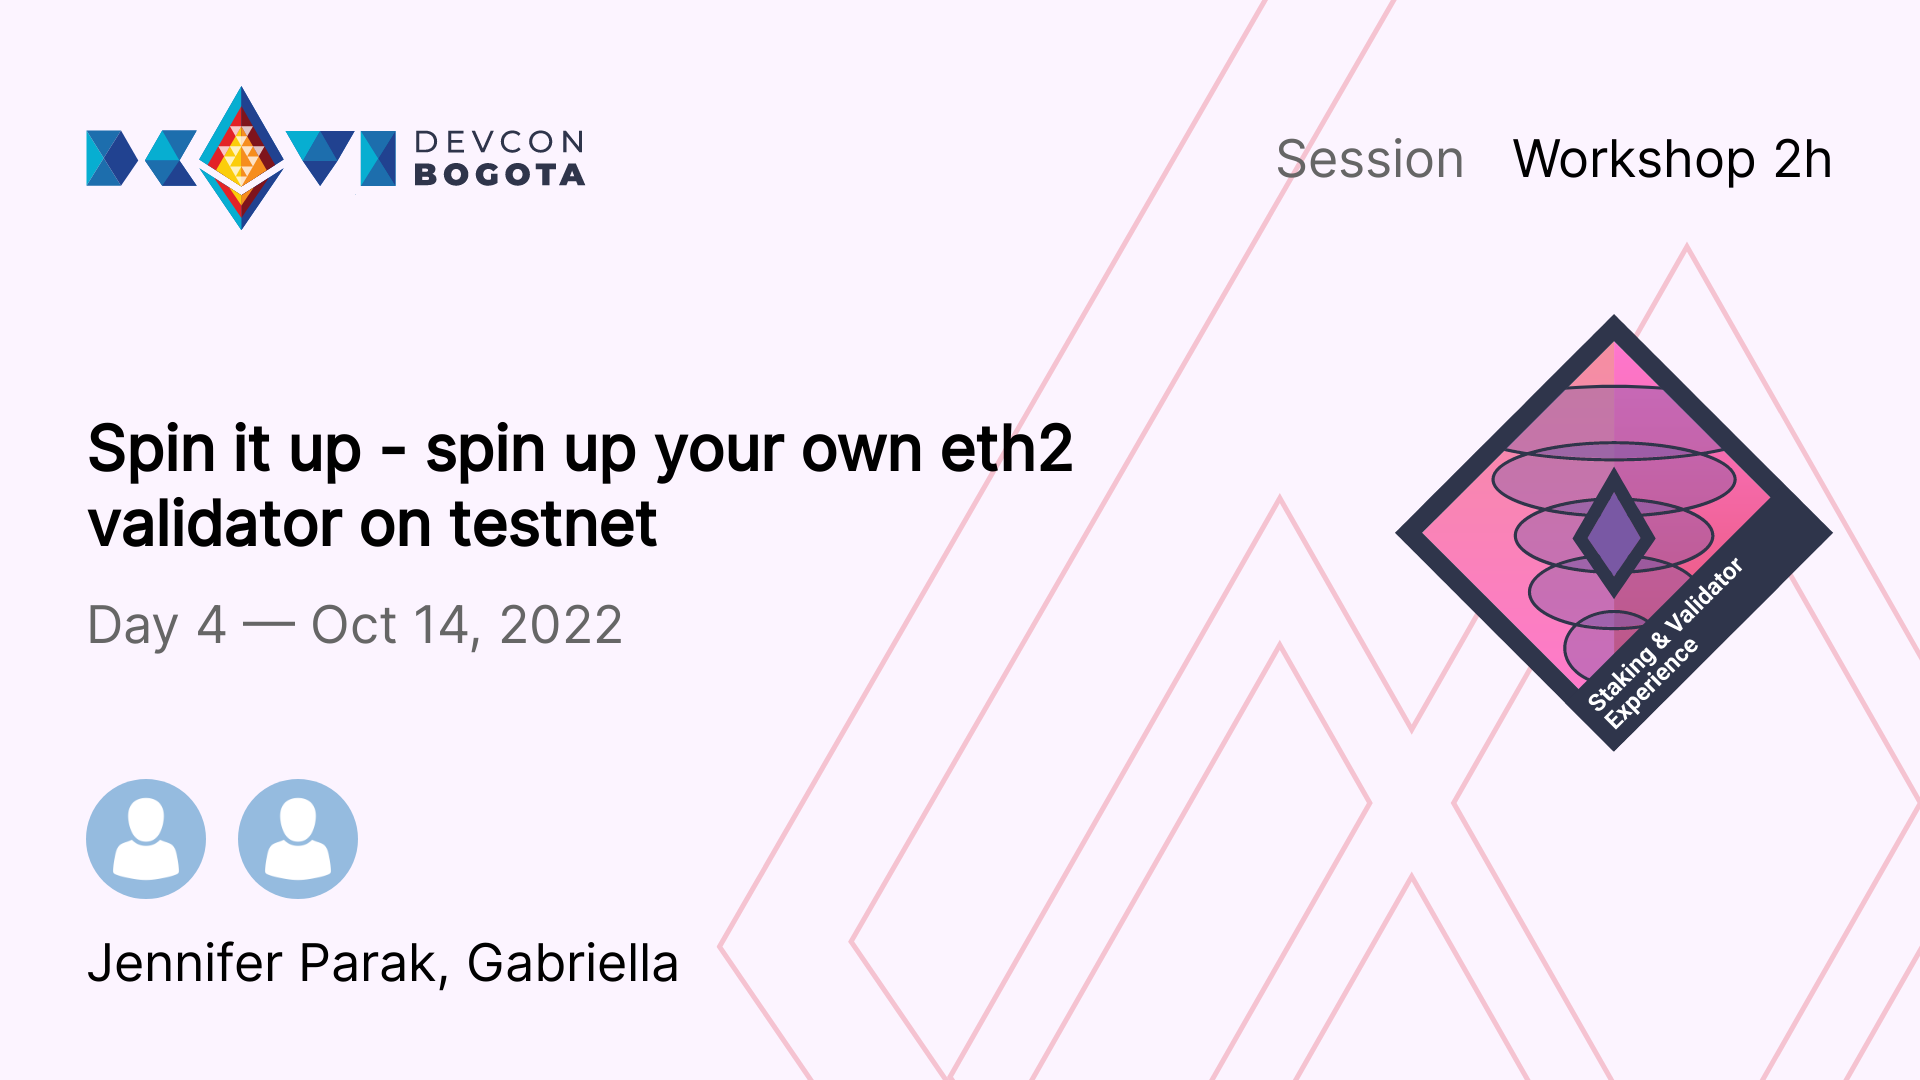 DEVCON
BOGOTA
Session Workshop 2h
Spin it up - spin up your own eth2
validator on testnet
Day 4 — Oct 14, 2022
Staking & Validator
Experience
Jennifer Parak, Gabriella